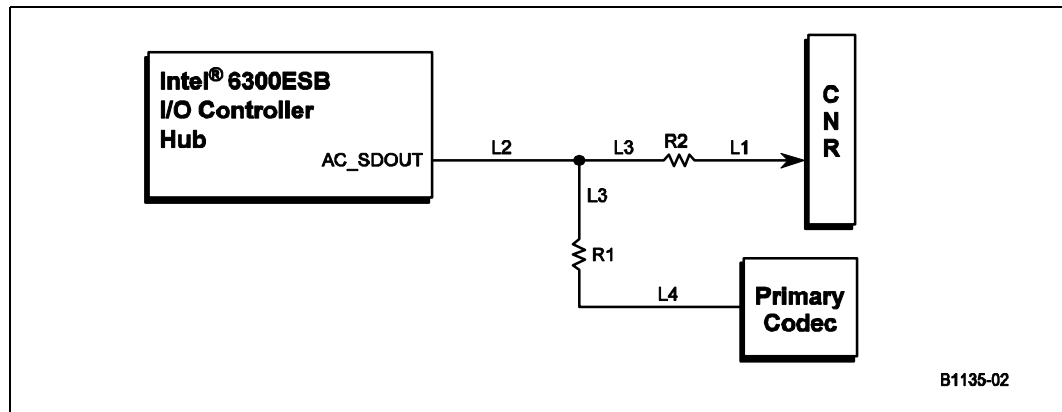 Intel® 6300ESB
I/O Controller
Hub
AC_SDOUT
L2
L3
R2
L1
C
N
R
L3
R1
L4
Primary
Codec
B1135-02